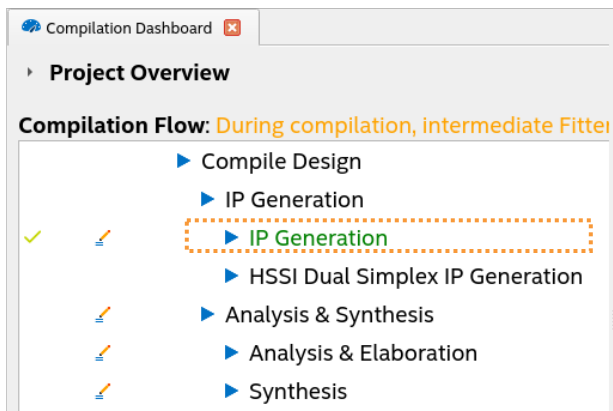 Compilation Dashboard
Project Overview
Compilation Flow: During compilation, intermediate Fitter
Compile Design
IP Generation
IP Generation
HSSI Dual Simplex IP Generation
Analysis & Synthesis
Analysis & Elaboration
Synthesis